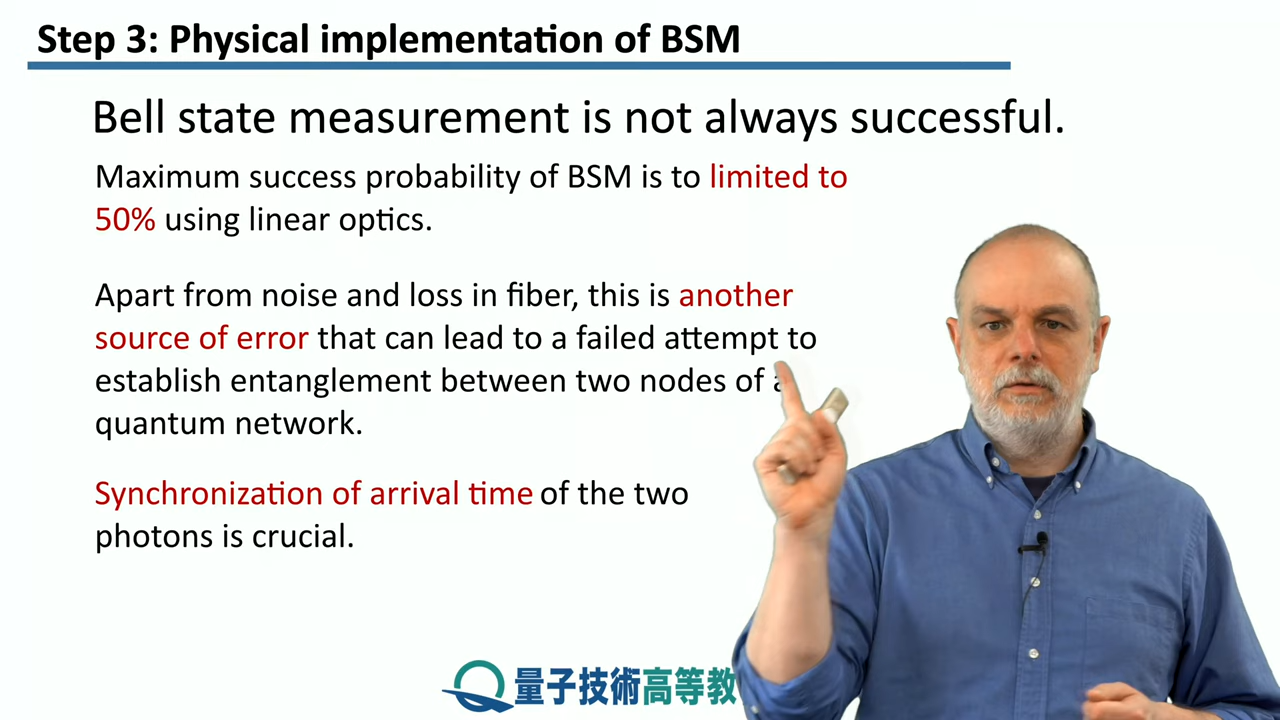 Step 3: Physical implementation of BSM
Bell state measurement is not always successful.
Maximum success probability of BSM is to limited to
50% using linear optics.
Apart from noise and loss in fiber, this is another
source of error that can lead to a failed attempt to
establish entanglement between two nodes of a
quantum network.
Synchronization of arrival time of the two
photons is crucial.
量子技術高等教